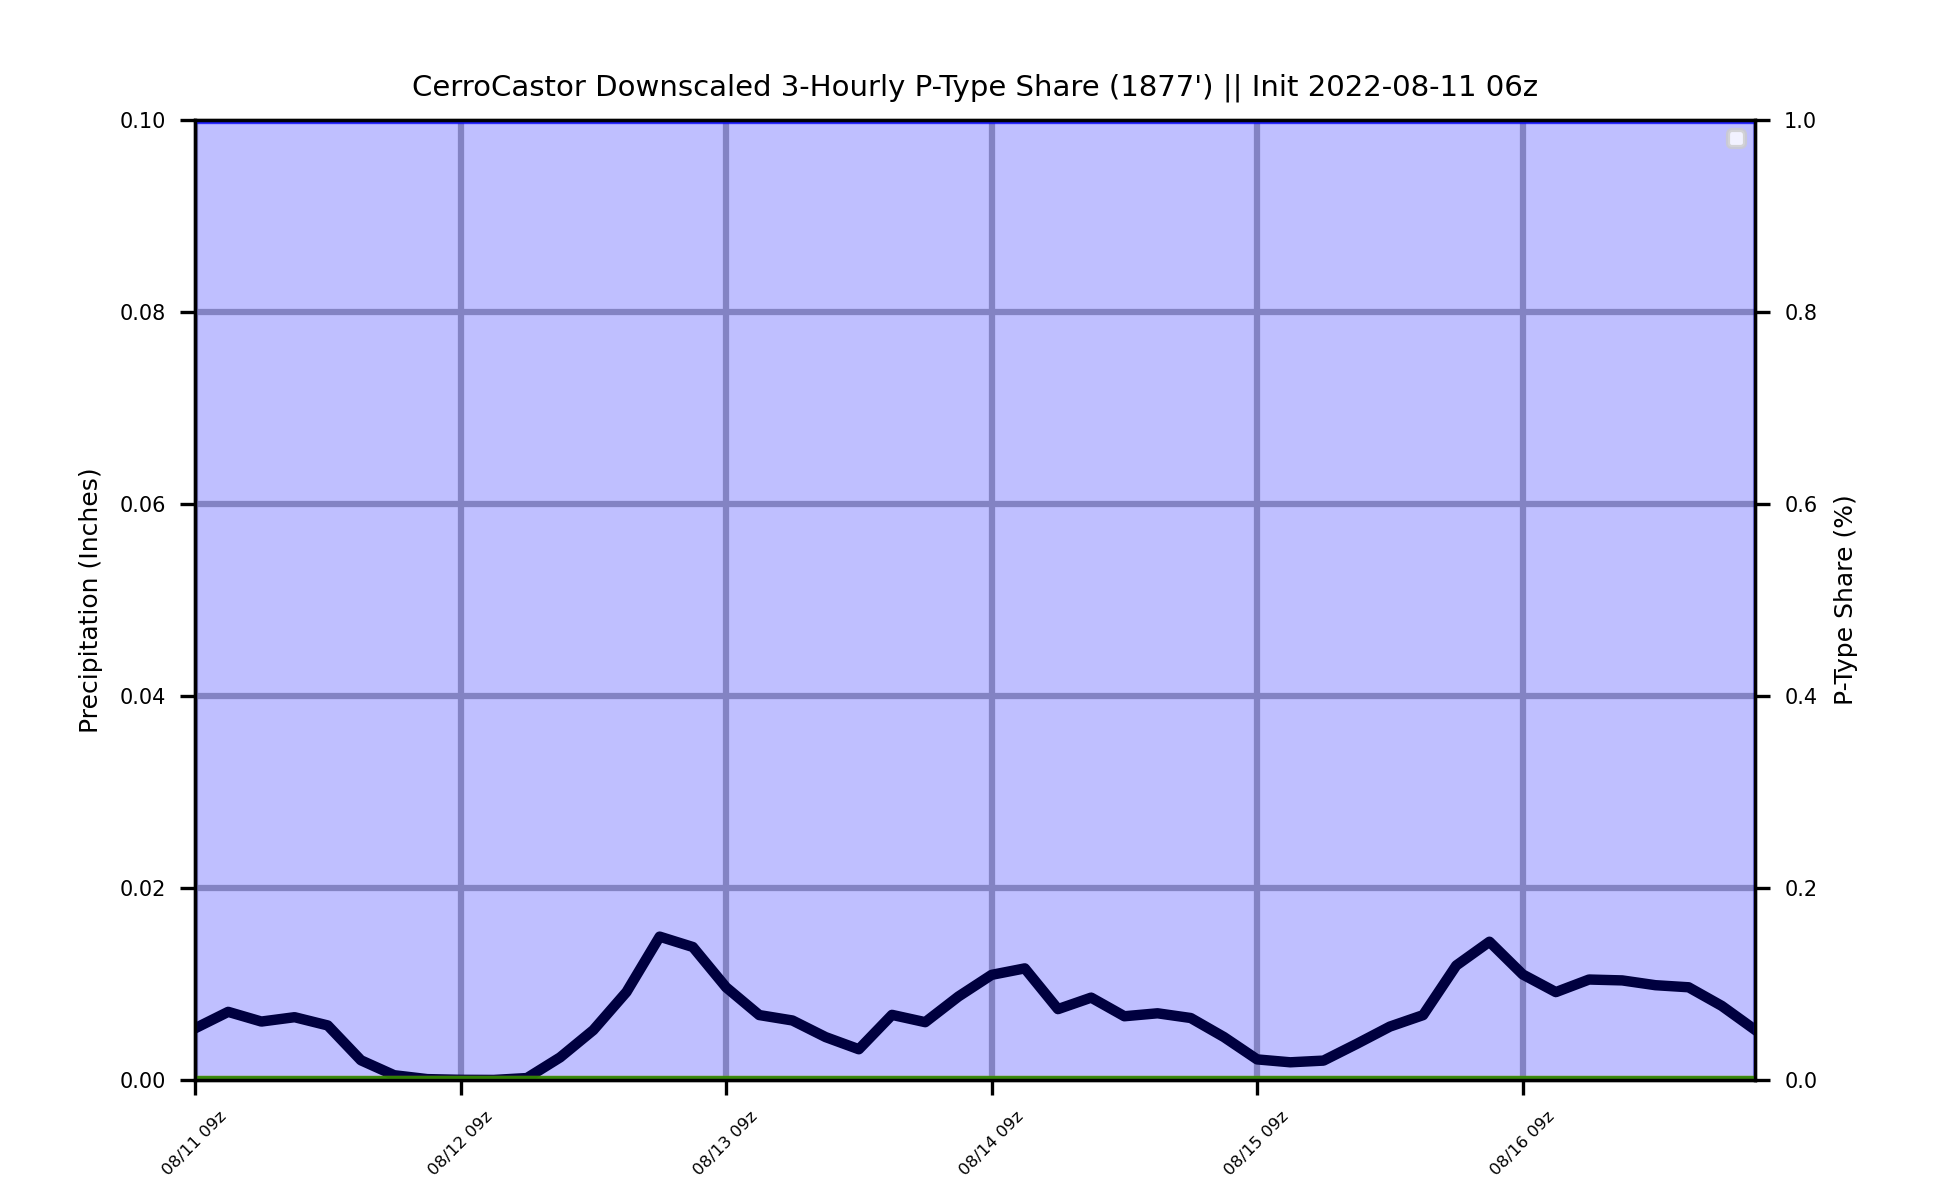 CerroCastor Downscaled 3-Hourly P-Type Share (1877') || Init 2022-08-11 06z
0.10
0.08
0.06
0.04
0.02
0.00
Precipitation (Inches)
1.0
0.8
0.6
0.4
0.2
0.0
P-Type Share (%)
08/11 09z
08/12 09z
08/13 09z
08/14 09z
08/15 09z
08/16 09z